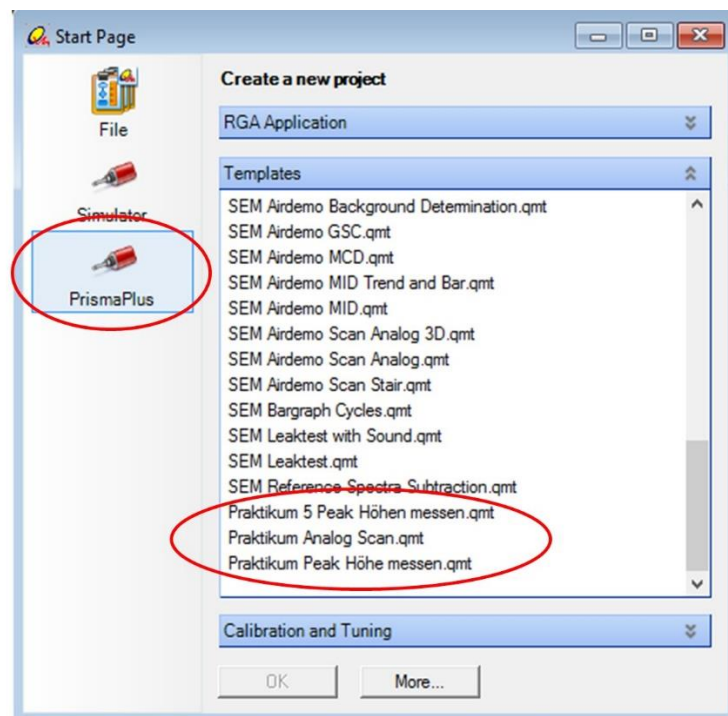 Start Page
File
Simulator
PrismaPlus
Create a new project
RGA Application
Templates
SEM Airdemo Background Determination.qmt
SEM Airdemo GSC.qmt
SEM Airdemo MCD.qmt
SEM Airdemo MID Trend and Bar.qmt
SEM Airdemo MID.qmt
SEM Airdemo Scan Analog 3D.qmt
SEM Airdemo Scan Analog.qmt
SEM Airdemo Scan Stair.qmt
SEM Bargraph Cycles.qmt
SEM Leaktest with Sound.qmt
SEM Leaktest.qmt
SEM Reference Spectra Subtraction.qmt
Praktikum 5 Peak Höhen messen.qmt
Praktikum Analog Scan.qmt
Praktikum Peak Höhe messen.qmt
Calibration and Tuning
OK
More...